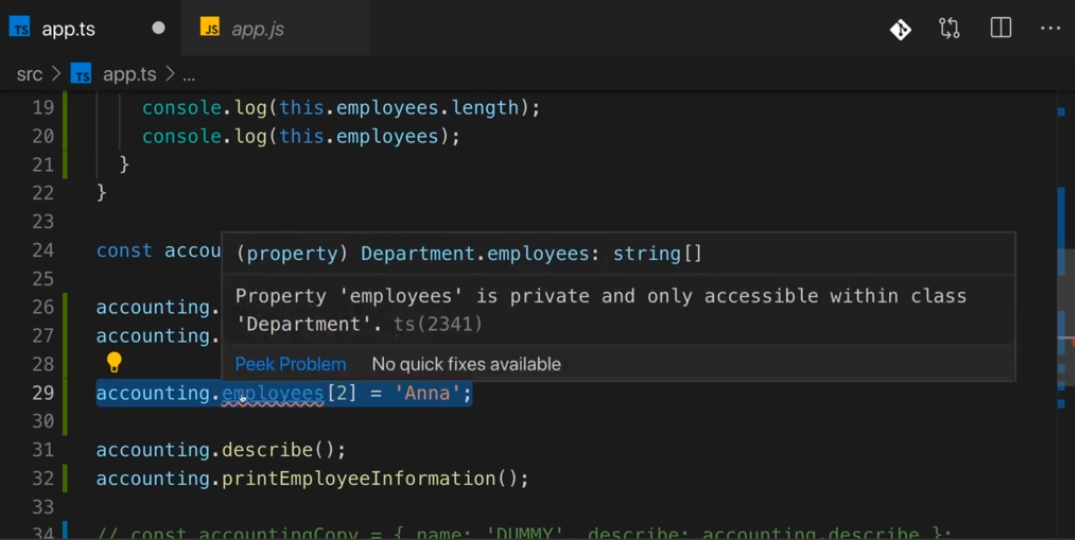 TS app.ts JS app.js
src > TS app.ts > ...
19 console.log(this.employees.length);
20 console.log(this.employees);
21 }
22 }
23
24 const accou
(property) Department.employees: string[]
25
Property 'employees' is private and only accessible within class
26 accounting.
'Department'. ts(2341)
27 accounting.
28
Peek Problem No quick fixes available
29 accounting.employees[2] = 'Anna';
30
31 accounting.describe();
32 accounting.printEmployeeInformation();
33
34 // const accountingCopy = { name: 'DUMMY', describe: accounting.describe };